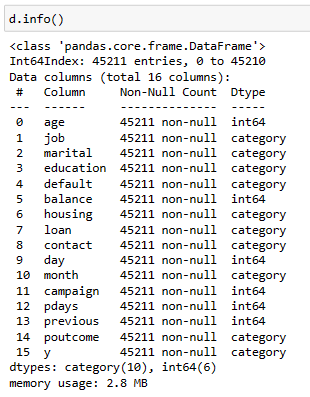 d.info()
<class 'pandas.core.frame.DataFrame'>
Int64Index: 45211 entries, 0 to 45210
Data columns (total 16 columns):
 #   Column     Non-Null Count  Dtype
---  ------     --------------  -----
 0   age        45211 non-null  int64
 1   job        45211 non-null  category
 2   marital    45211 non-null  category
 3   education  45211 non-null  category
 4   default    45211 non-null  category
 5   balance    45211 non-null  int64
 6   housing    45211 non-null  category
 7   loan       45211 non-null  category
 8   contact    45211 non-null  category
 9   day        45211 non-null  int64
 10  month      45211 non-null  category
 11  campaign   45211 non-null  int64
 12  pdays      45211 non-null  int64
 13  previous   45211 non-null  int64
 14  poutcome   45211 non-null  category
 15  y          45211 non-null  category
dtypes: category(10), int64(6)
memory usage: 2.8 MB